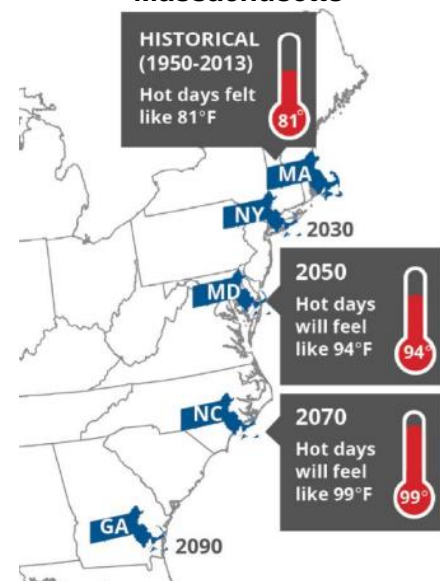 Massachusetts
HISTORICAL
(1950-2013)
Hot days felt
like 81°F
81°
MA
NY
2030
MD
2050
Hot days
will feel
like 94°F
94°
NC
2070
Hot days
will feel
like 99°F
99°
GA
2090